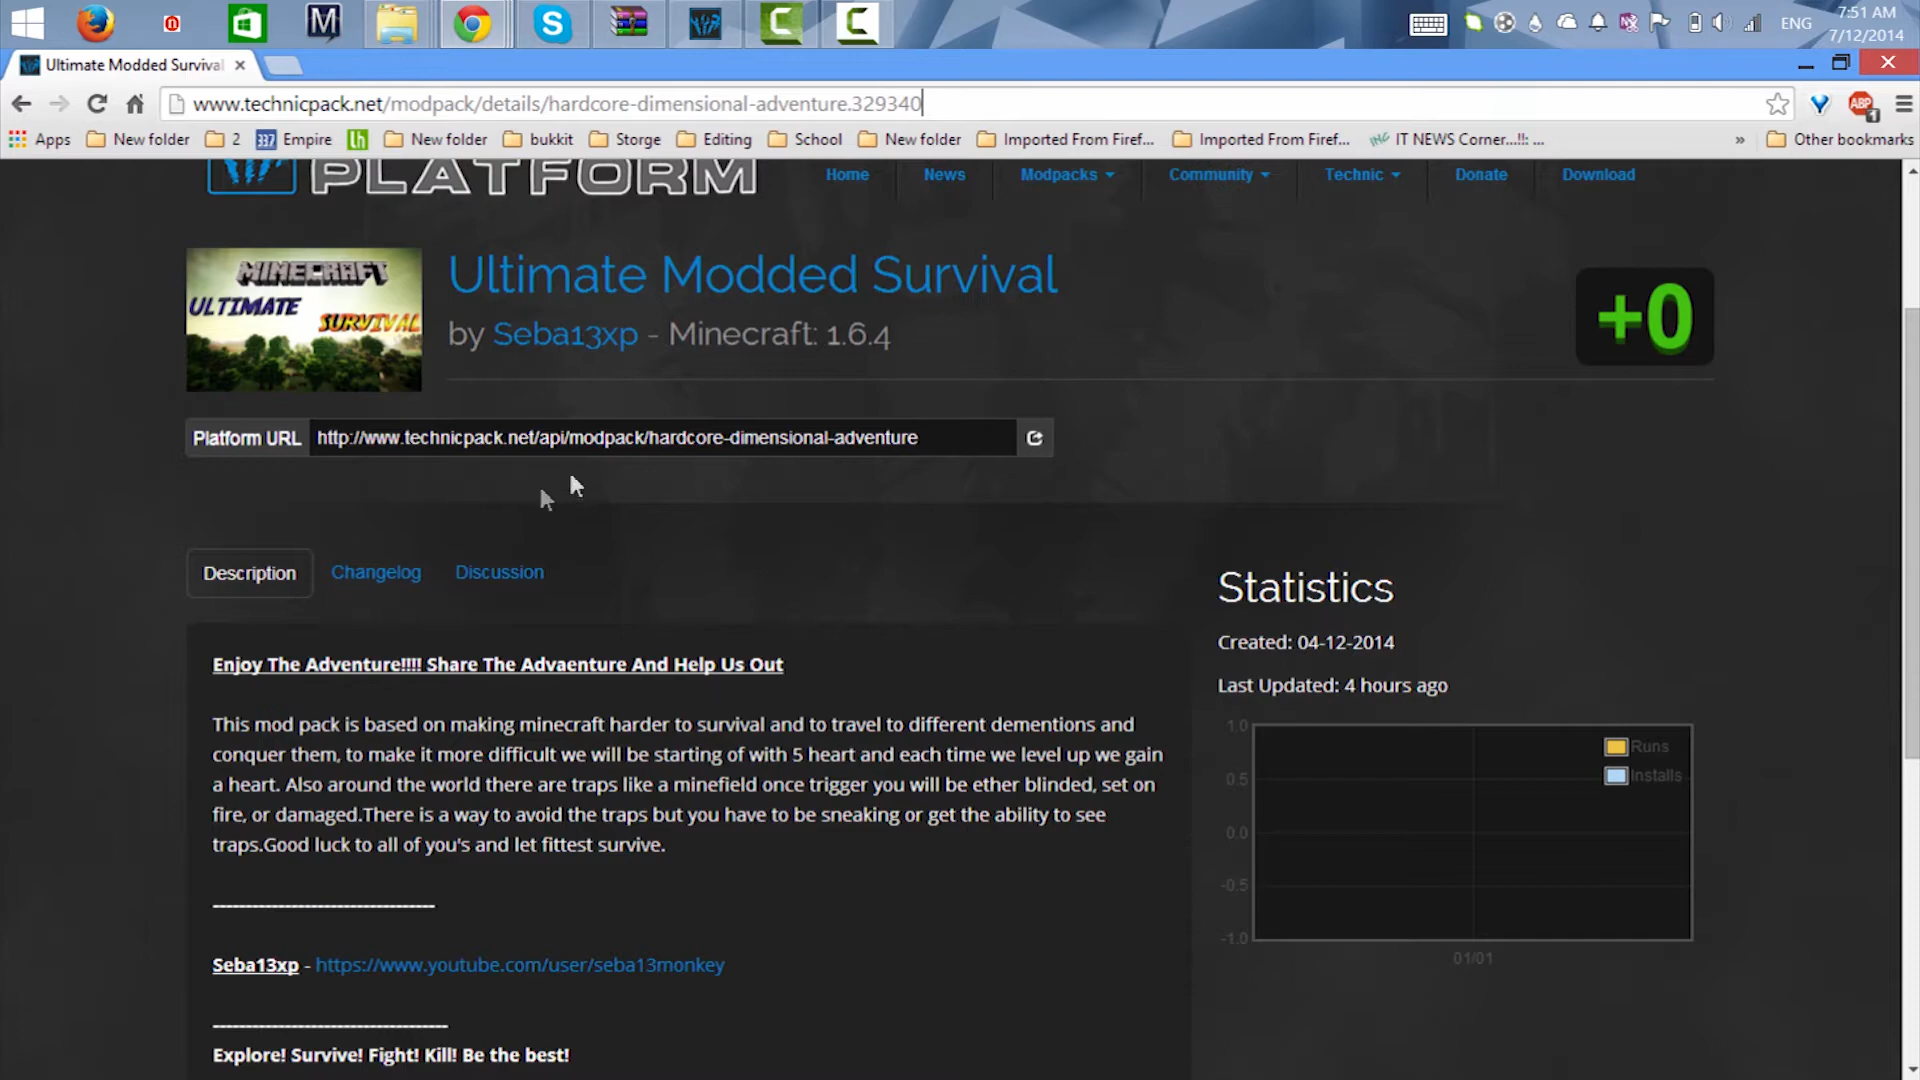 ENG
7:51 AM
7/12/2014
Ultimate Modded Survival
www.technicpack.net/modpack/details/hardcore-dimensional-adventure.329340
ABP
1
Apps
New folder
2
337
Empire
lh
New folder
bukkit
Storge
Editing
School
New folder
Imported From Firef...
Imported From Firef...
IT NEWS Corner...!!: ...
»
Other bookmarks
PLATFORM
Home
News
Modpacks
Community
Technic
Donate
Download
MINECRAFT
ULTIMATE
SURVIVAL
Ultimate Modded Survival
by Seba13xp - Minecraft: 1.6.4
+0
Platform URL
http://www.technicpack.net/api/modpack/hardcore-dimensional-adventure
Description
Changelog
Discussion
Enjoy The Adventure!!!! Share The Advaenture And Help Us Out
This mod pack is based on making minecraft harder to survival and to travel to different dementions and
conquer them, to make it more difficult we will be starting of with 5 heart and each time we level up we gain
a heart. Also around the world there are traps like a minefield once trigger you will be ether blinded, set on
fire, or damaged.There is a way to avoid the traps but you have to be sneaking or get the ability to see
traps.Good luck to all of you's and let fittest survive.
----------------------------------
Seba13xp - https://www.youtube.com/user/seba13monkey
------------------------------------
Explore! Survive! Fight! Kill! Be the best!
Statistics
Created: 04-12-2014
Last Updated: 4 hours ago
1.0
0.5
0.0
-0.5
-1.0
Runs
Installs
01/01